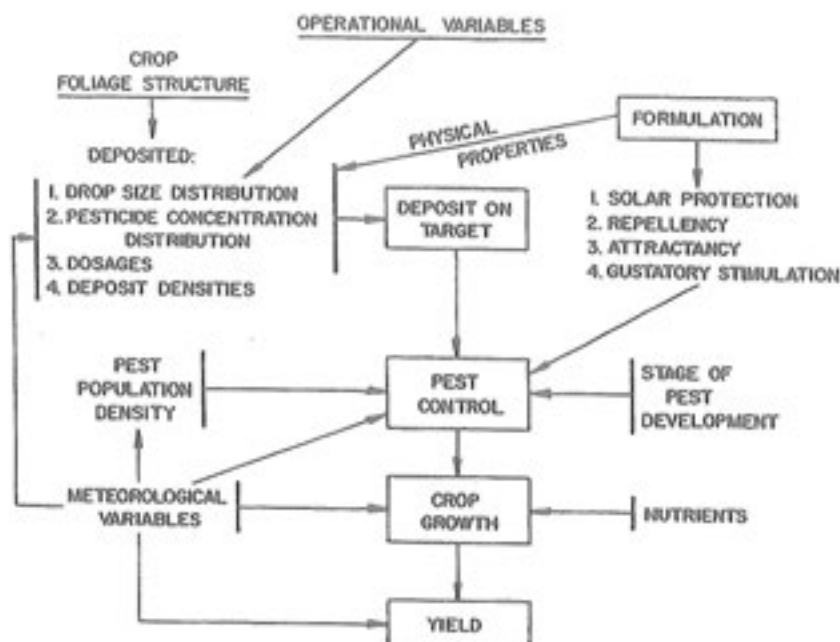 OPERATIONAL VARIABLES
CROP
FOLIAGE STRUCTURE
DEPOSITED:
1. DROP SIZE DISTRIBUTION
2. PESTICIDE CONCENTRATION
DISTRIBUTION
3. DOSAGES
4. DEPOSIT DENSITIES
PHYSICAL
PROPERTIES
FORMULATION
1. SOLAR PROTECTION
2. REPELLENCY
3. ATTRACTANCY
4. GUSTATORY STIMULATION
DEPOSIT ON
TARGET
PEST
POPULATION
DENSITY
PEST
CONTROL
STAGE OF
PEST
DEVELOPMENT
METEOROLOGICAL
VARIABLES
CROP
GROWTH
NUTRIENTS
YIELD